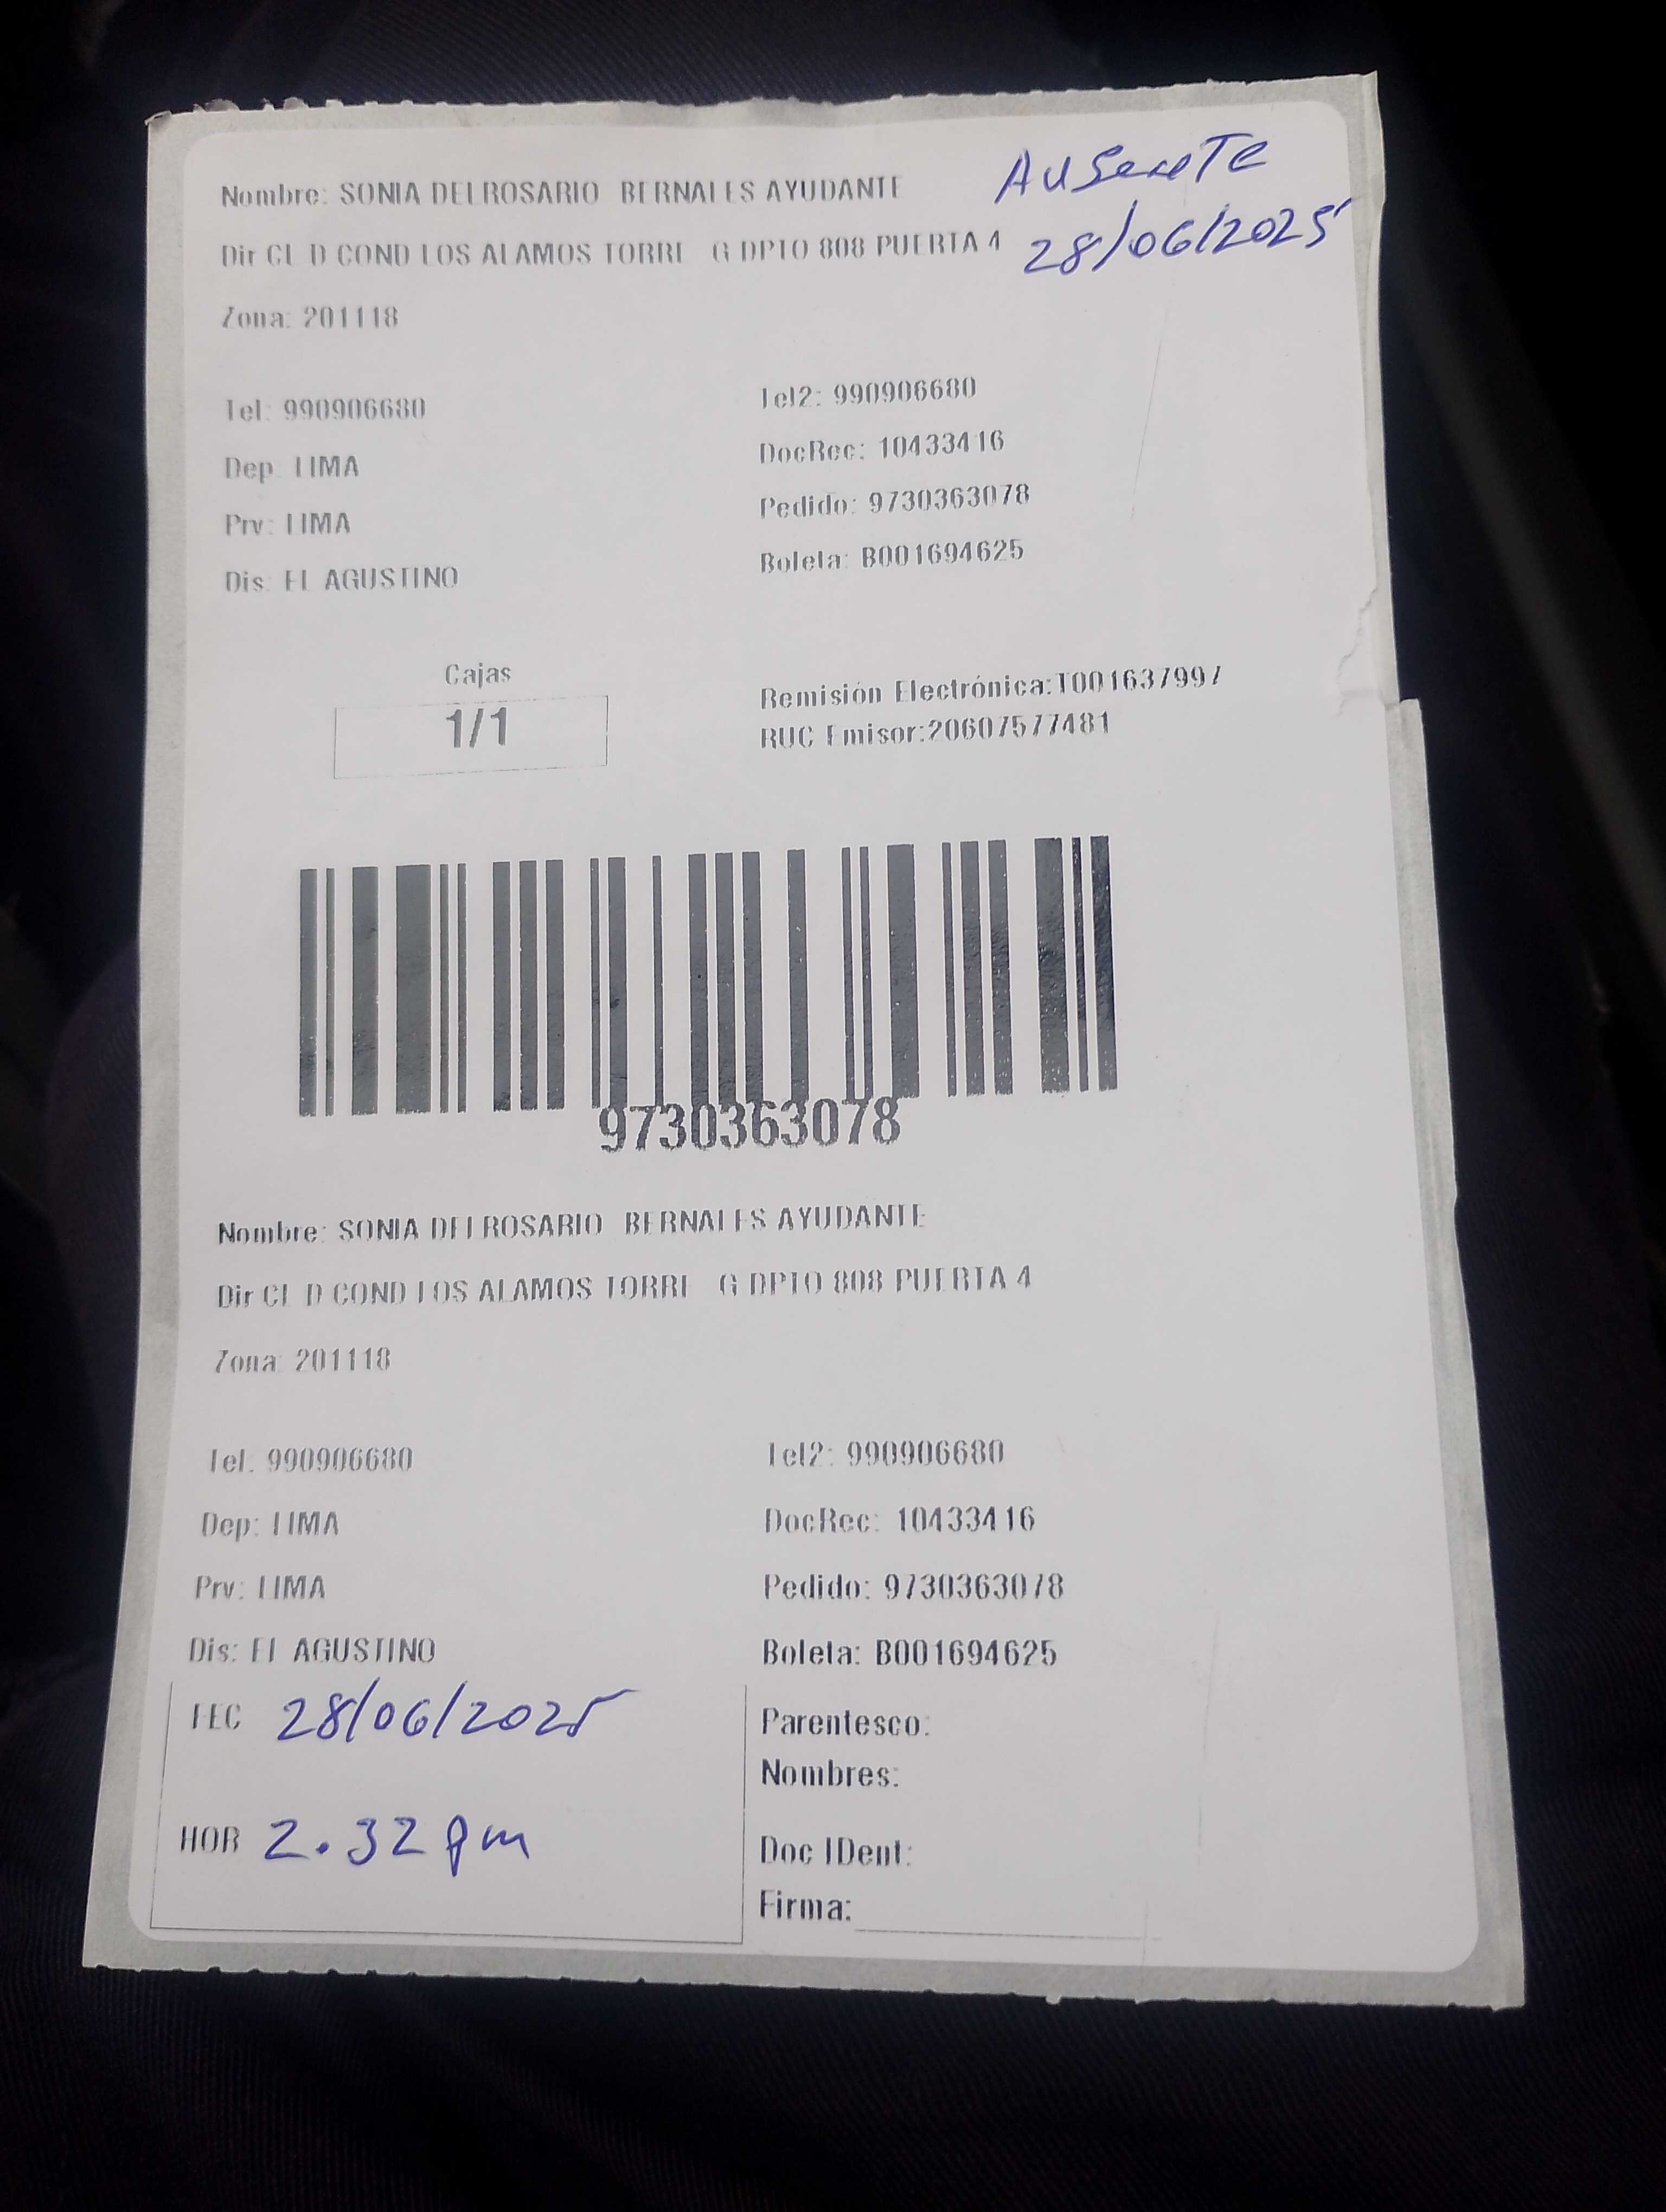 Nombre: SONIA DELROSARIO BERNALES AYUDANTE
AUSENTE
Dir CL D COND LOS ALAMOS TORRE G DPTO 808 PUERTA 4
28/06/2025
Zona: 201118
Tel: 990906680 Tel2: 990906680
Dep: LIMA DocRec: 10433416
Prv: LIMA Pedido: 9730363078
Dis: EL AGUSTINO Boleta: B001694625
Cajas
1/1
Remisión Electrónica:T001637997
RUC Emisor:20607577481
9730363078
Nombre: SONIA DELROSARIO BERNALES AYUDANTE
Dir CL D COND LOS ALAMOS TORRE G DPTO 808 PUERTA 4
Zona: 201118
Tel: 990906680 Tel2: 990906680
Dep: LIMA DocRec: 10433416
Prv: LIMA Pedido: 9730363078
Dis: EL AGUSTINO Boleta: B001694625
FEC 28/06/2025
HOR 2.32 pm
Parentesco:
Nombres:
Doc IDent:
Firma: